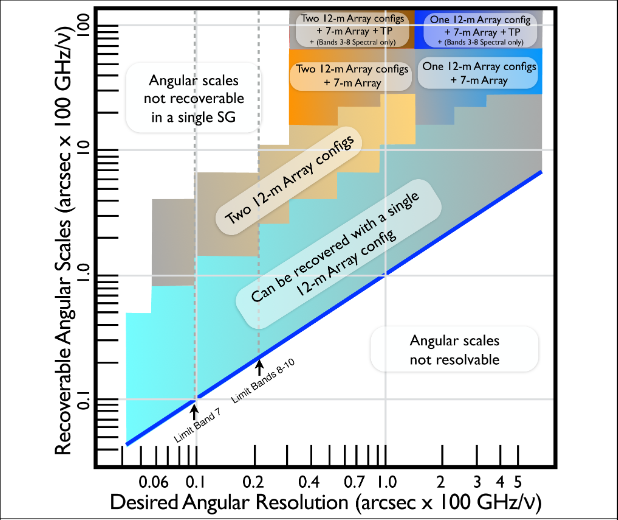 Two 12-m Array configs
+ 7-m Array + TP
+ (Bands 3-8 Spectral only)
One 12-m Array config
+ 7-m Array + TP
+ (Bands 3-8 Spectral only)
Two 12-m Array configs
+ 7-m Array
One 12-m Array configs
+ 7-m Array
Angular scales
not recoverable
in a single SG
Two 12-m Array configs
Can be recovered with a single
12-m Array config
Angular scales
not resolvable
Limit Band 7
Limit Bands 8-10
Recoverable Angular Scales (arcsec x 100 GHz/ν)
100
10
1.0
0.1
0.06 0.1 0.2 0.4 0.7 1.0 2 3 4 5
Desired Angular Resolution (arcsec x 100 GHz/ν)